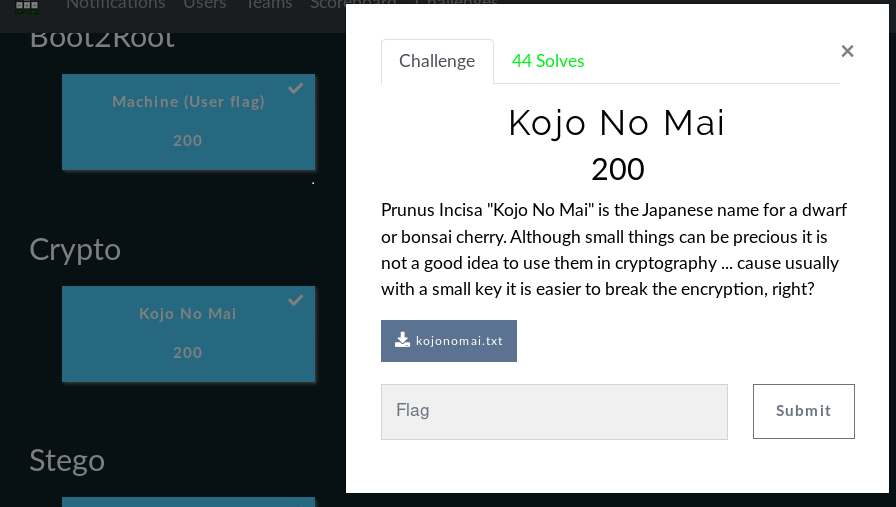 Notifications Users Teams Scoreboard Challenges
Boot2Root
Machine (User flag)
200
Crypto
Kojo No Mai
200
Stego
Challenge
44 Solves
×
Kojo No Mai
200
Prunus Incisa "Kojo No Mai" is the Japanese name for a dwarf
or bonsai cherry. Although small things can be precious it is
not a good idea to use them in cryptography ... cause usually
with a small key it is easier to break the encryption, right?
kojonomai.txt
Flag
Submit